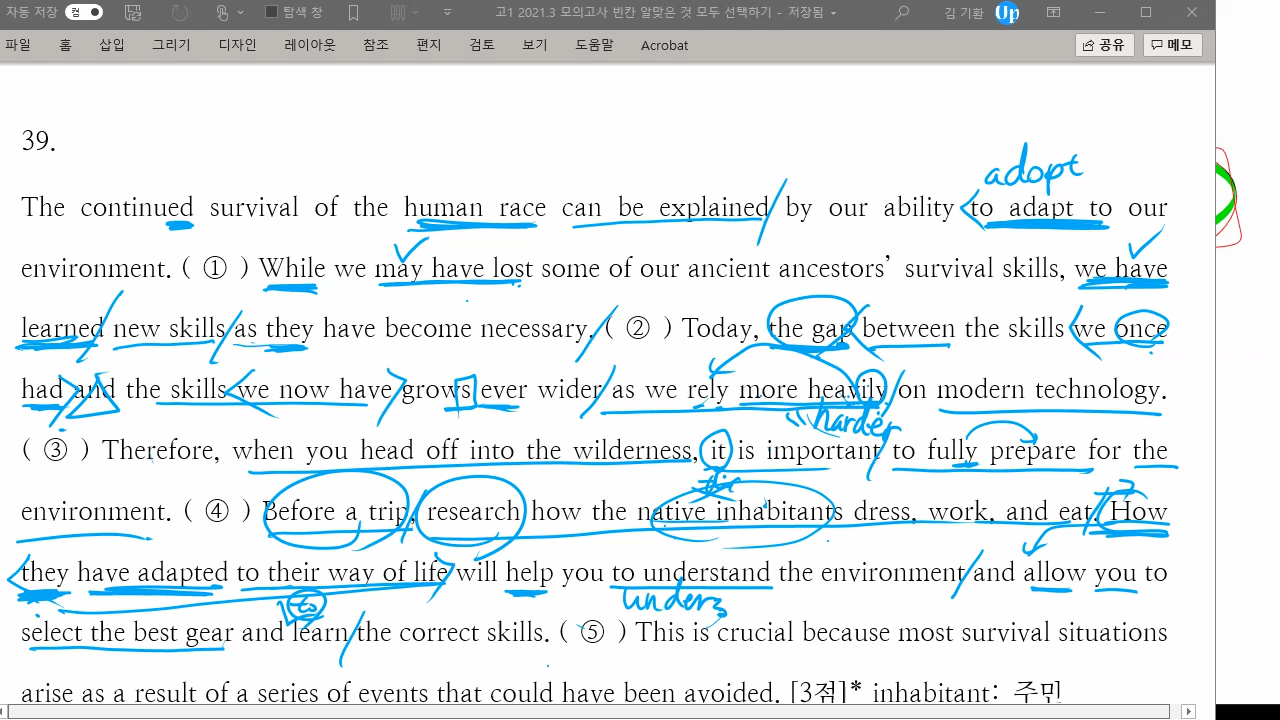 자동 저장 컴 탐색 창 고1 2021.3 모의고사 빈칸 알맞은 것 모두 선택하기 - 저장됨 김 기환 Up
파일 홈 삽입 그리기 디자인 레이아웃 참조 편지 검토 보기 도움말 Acrobat 공유 메모
39.
adopt
The continued survival of the human race can be explained by our ability to adapt to our
environment. ( ① ) While we may have lost some of our ancient ancestors' survival skills, we have
learned new skills as they have become necessary. ( ② ) Today, the gap between the skills we once
had and the skills we now have grows ever wider as we rely more heavily on modern technology.
harder
( ③ ) Therefore, when you head off into the wilderness, it is important to fully prepare for the
environment. ( ④ ) Before a trip, research how the native inhabitants dress, work, and eat. How
they have adapted to their way of life will help you to understand the environment and allow you to
to
select the best gear and learn the correct skills. ( ⑤ ) This is crucial because most survival situations
arise as a result of a series of events that could have been avoided. [3점]* inhabitant: 주민